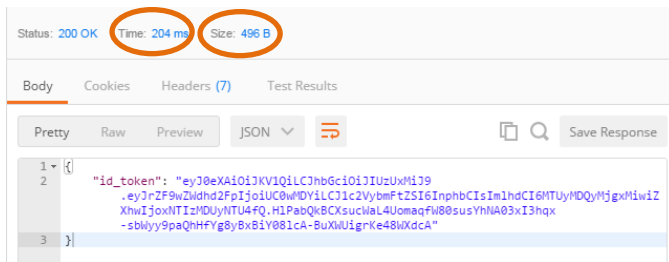 Status: 200 OK Time: 204 ms Size: 496 B
Body Cookies Headers (7) Test Results
Pretty Raw Preview JSON Save Response
1 {
2 "id_token": "eyJ0eXAiOiJKV1QiLCJhbGciOiJIUzUxMiJ9
.eyJrZF9wZWdhd2FpIjoiUC0wMDYiLCJ1c2VybmFtZSI6InphbCIsImlhdCI6MTUyMDQyMjgxMiwiZ
XhwIjoxNTIzMDUyNTU4fQ.HlPabQkBCXsucWaL4UomaqfW80susYhNA03xI3hqx
-sbWyy9paQhHfYg8yBxBiY08lcA-BuXWUigrKe48WXdcA"
3 }